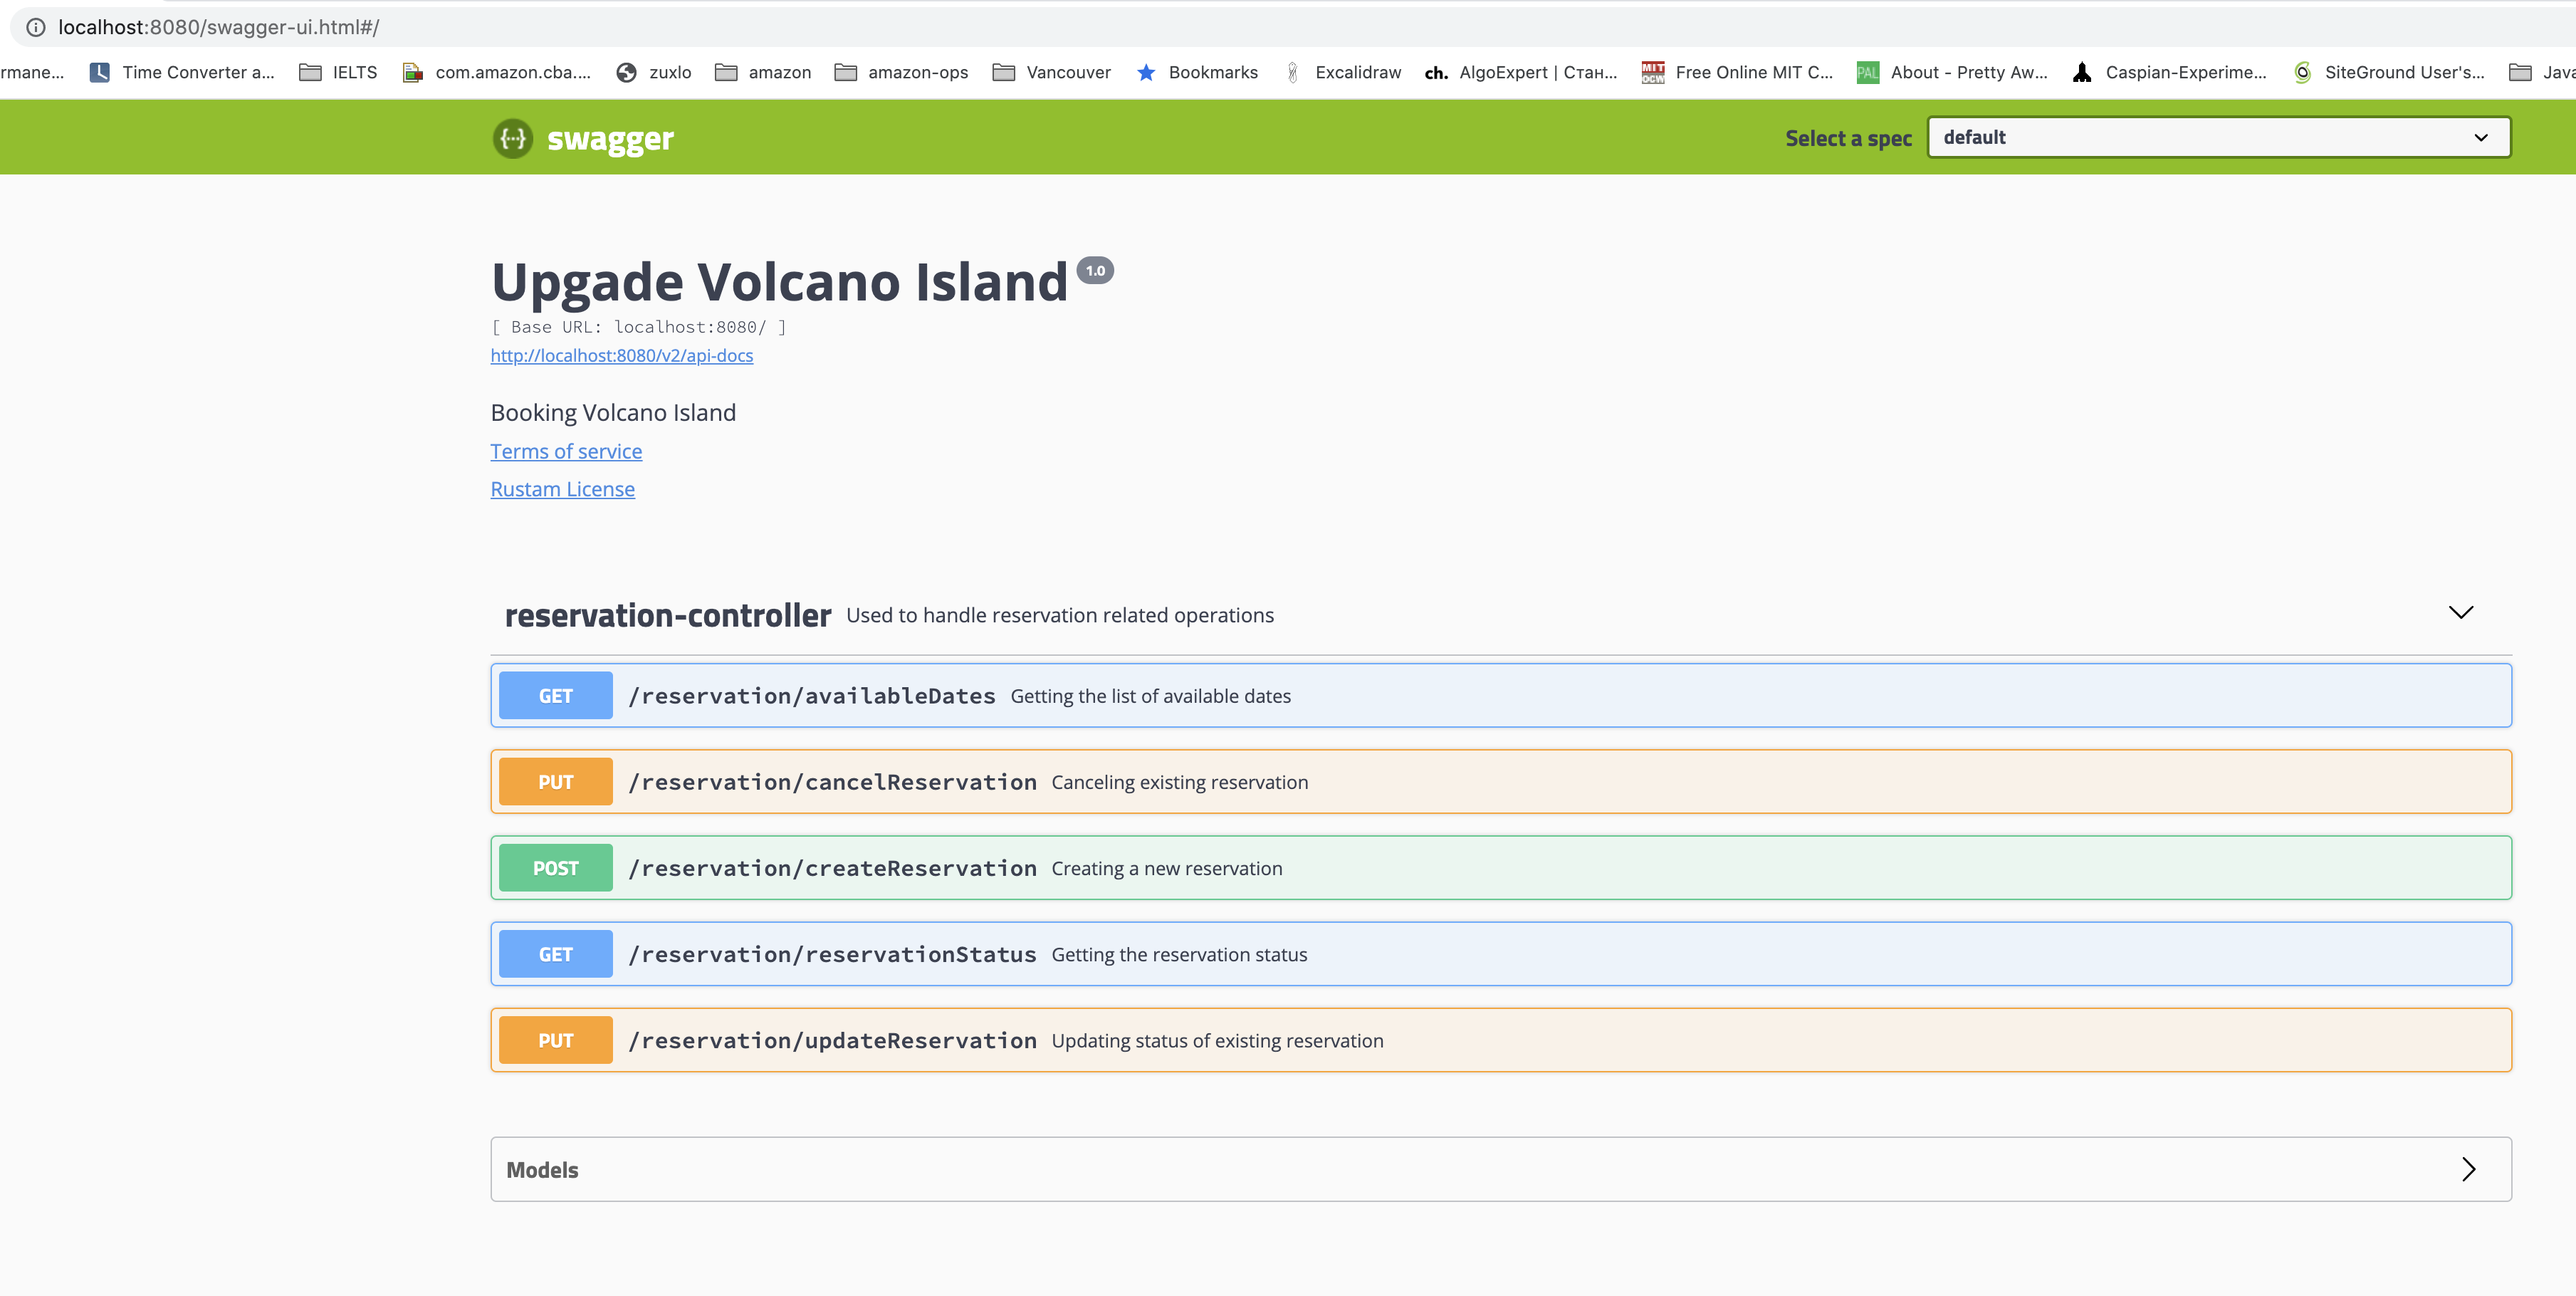 localhost:8080/swagger-ui.html#/
rmane... Time Converter a... IELTS com.amazon.cba.... zuxlo amazon amazon-ops Vancouver Bookmarks Excalidraw ch. AlgoExpert | Стан... MIT OCW Free Online MIT C... PAL About - Pretty Aw... Caspian-Experime... SiteGround User's... Java
{···} swagger Select a spec default
Upgade Volcano Island 1.0
[ Base URL: localhost:8080/ ]
http://localhost:8080/v2/api-docs
Booking Volcano Island
Terms of service
Rustam License
reservation-controller Used to handle reservation related operations
GET /reservation/availableDates Getting the list of available dates
PUT /reservation/cancelReservation Canceling existing reservation
POST /reservation/createReservation Creating a new reservation
GET /reservation/reservationStatus Getting the reservation status
PUT /reservation/updateReservation Updating status of existing reservation
Models